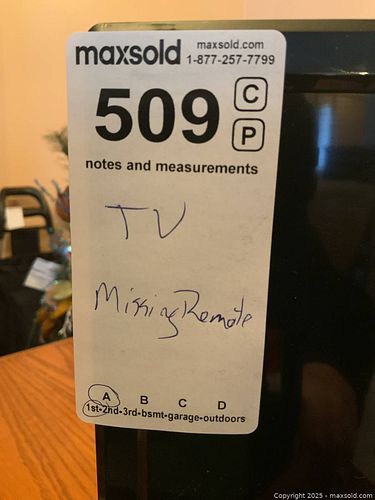 maxsold
maxsold.com
1-877-257-7799
509
C
P
notes and measurements
TV
Missing Remote
A B C D
1st-2nd-3rd-bsmt-garage-outdoors
Copyright 2025 - maxsold.com